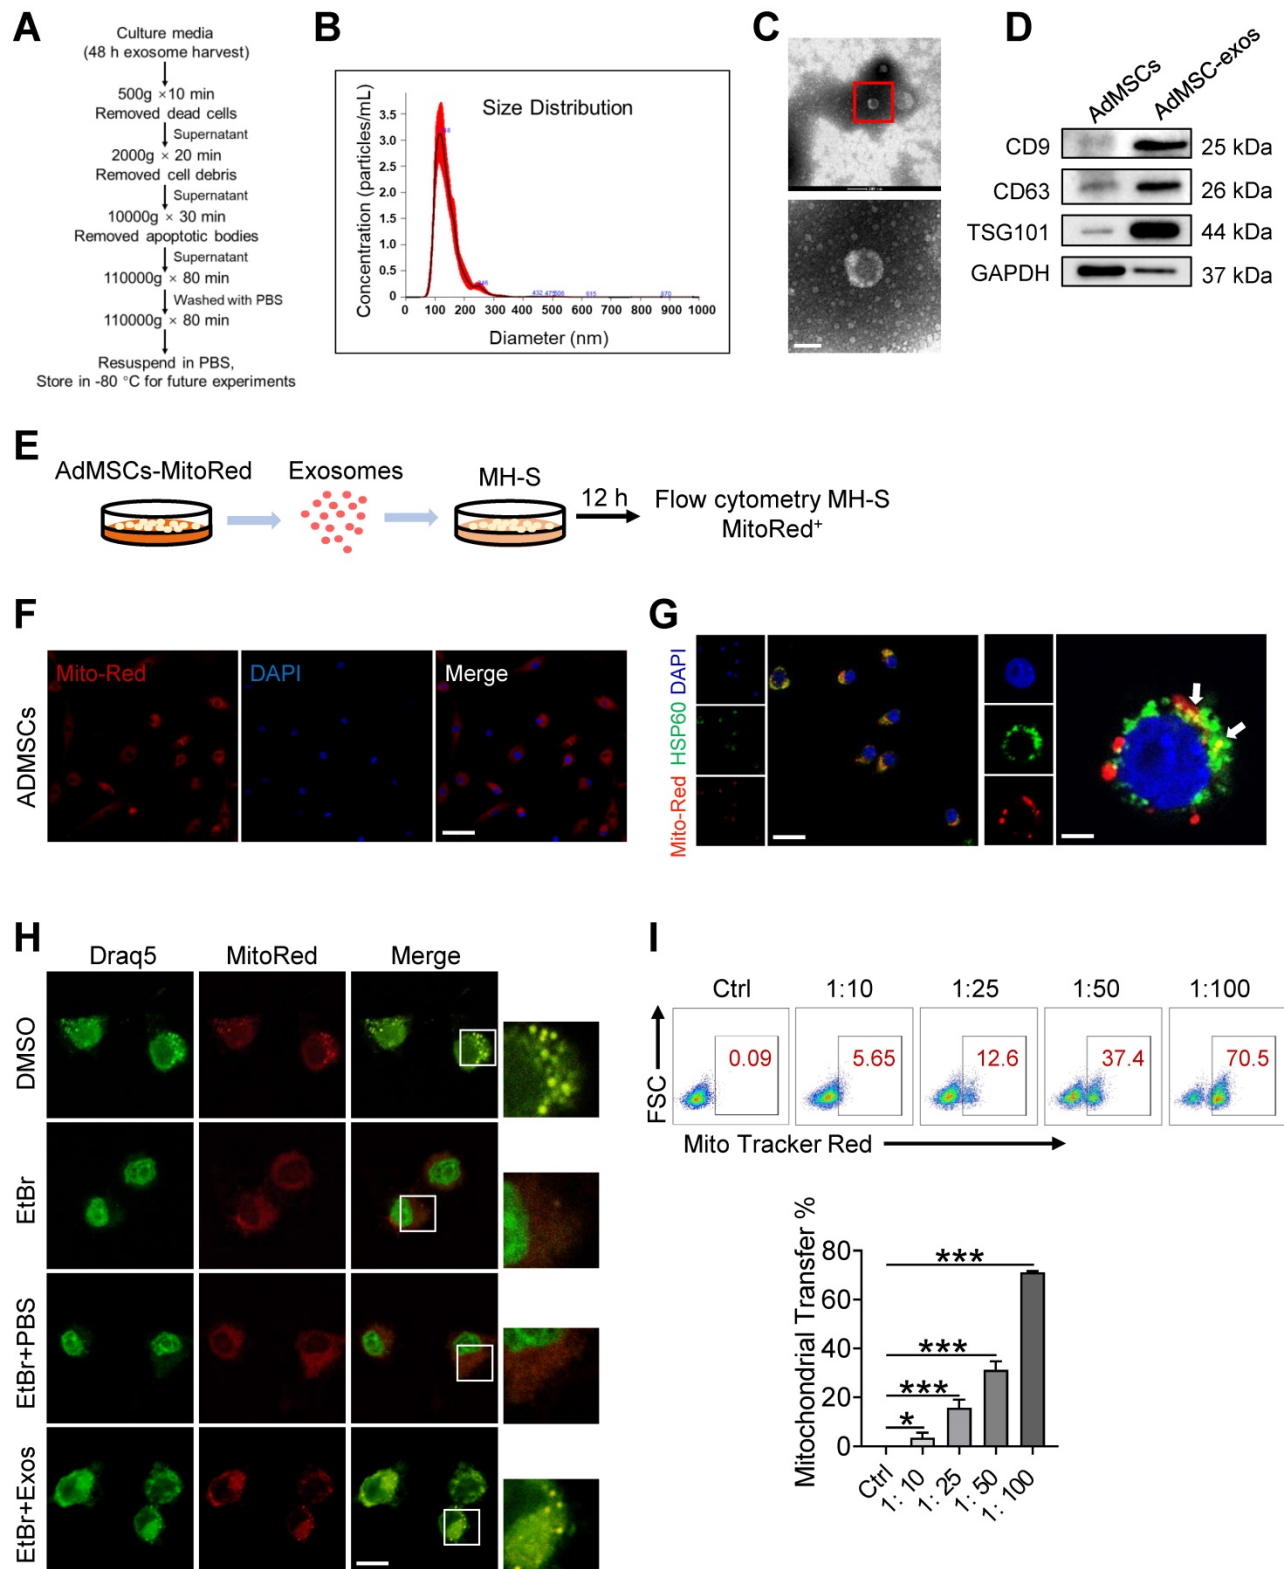 A
Culture media
(48 h exosome harvest)
500g ×10 min
Removed dead cells
Supernatant
2000g × 20 min
Removed cell debris
Supernatant
10000g × 30 min
Removed apoptotic bodies
Supernatant
110000g × 80 min
Washed with PBS
110000g × 80 min
Resuspend in PBS,
Store in -80 °C for future experiments
B
Size Distribution
Concentration (particles/mL)
3.5
3.0
2.5
2.0
1.5
1.0
0.5
0
0 100 200 300 400 500 600 700 800 900 1000
Diameter (nm)
C
D
AdMSCs
AdMSC-exos
CD9 25 kDa
CD63 26 kDa
TSG101 44 kDa
GAPDH 37 kDa
E
AdMSCs-MitoRed
Exosomes
MH-S
12 h
Flow cytometry MH-S
MitoRed+
F
ADMSCs
Mito-Red
DAPI
Merge
G
Mito-Red HSP60 DAPI
H
Draq5 MitoRed Merge
DMSO
EtBr
EtBr+PBS
EtBr+Exos
I
Ctrl 1:10 1:25 1:50 1:100
0.09 5.65 12.6 37.4 70.5
FSC
Mito Tracker Red
Mitochondrial Transfer %
80
60
40
20
0
***
***
***
*
Ctrl
1: 10
1: 25
1: 50
1: 100